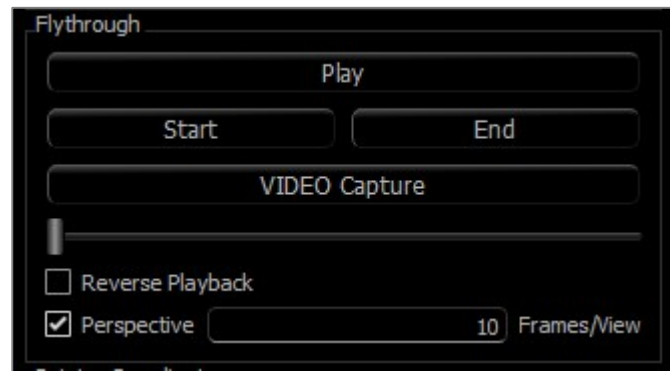 Flythrough
Play
Start End
VIDEO Capture
Reverse Playback
Perspective 10 Frames/View